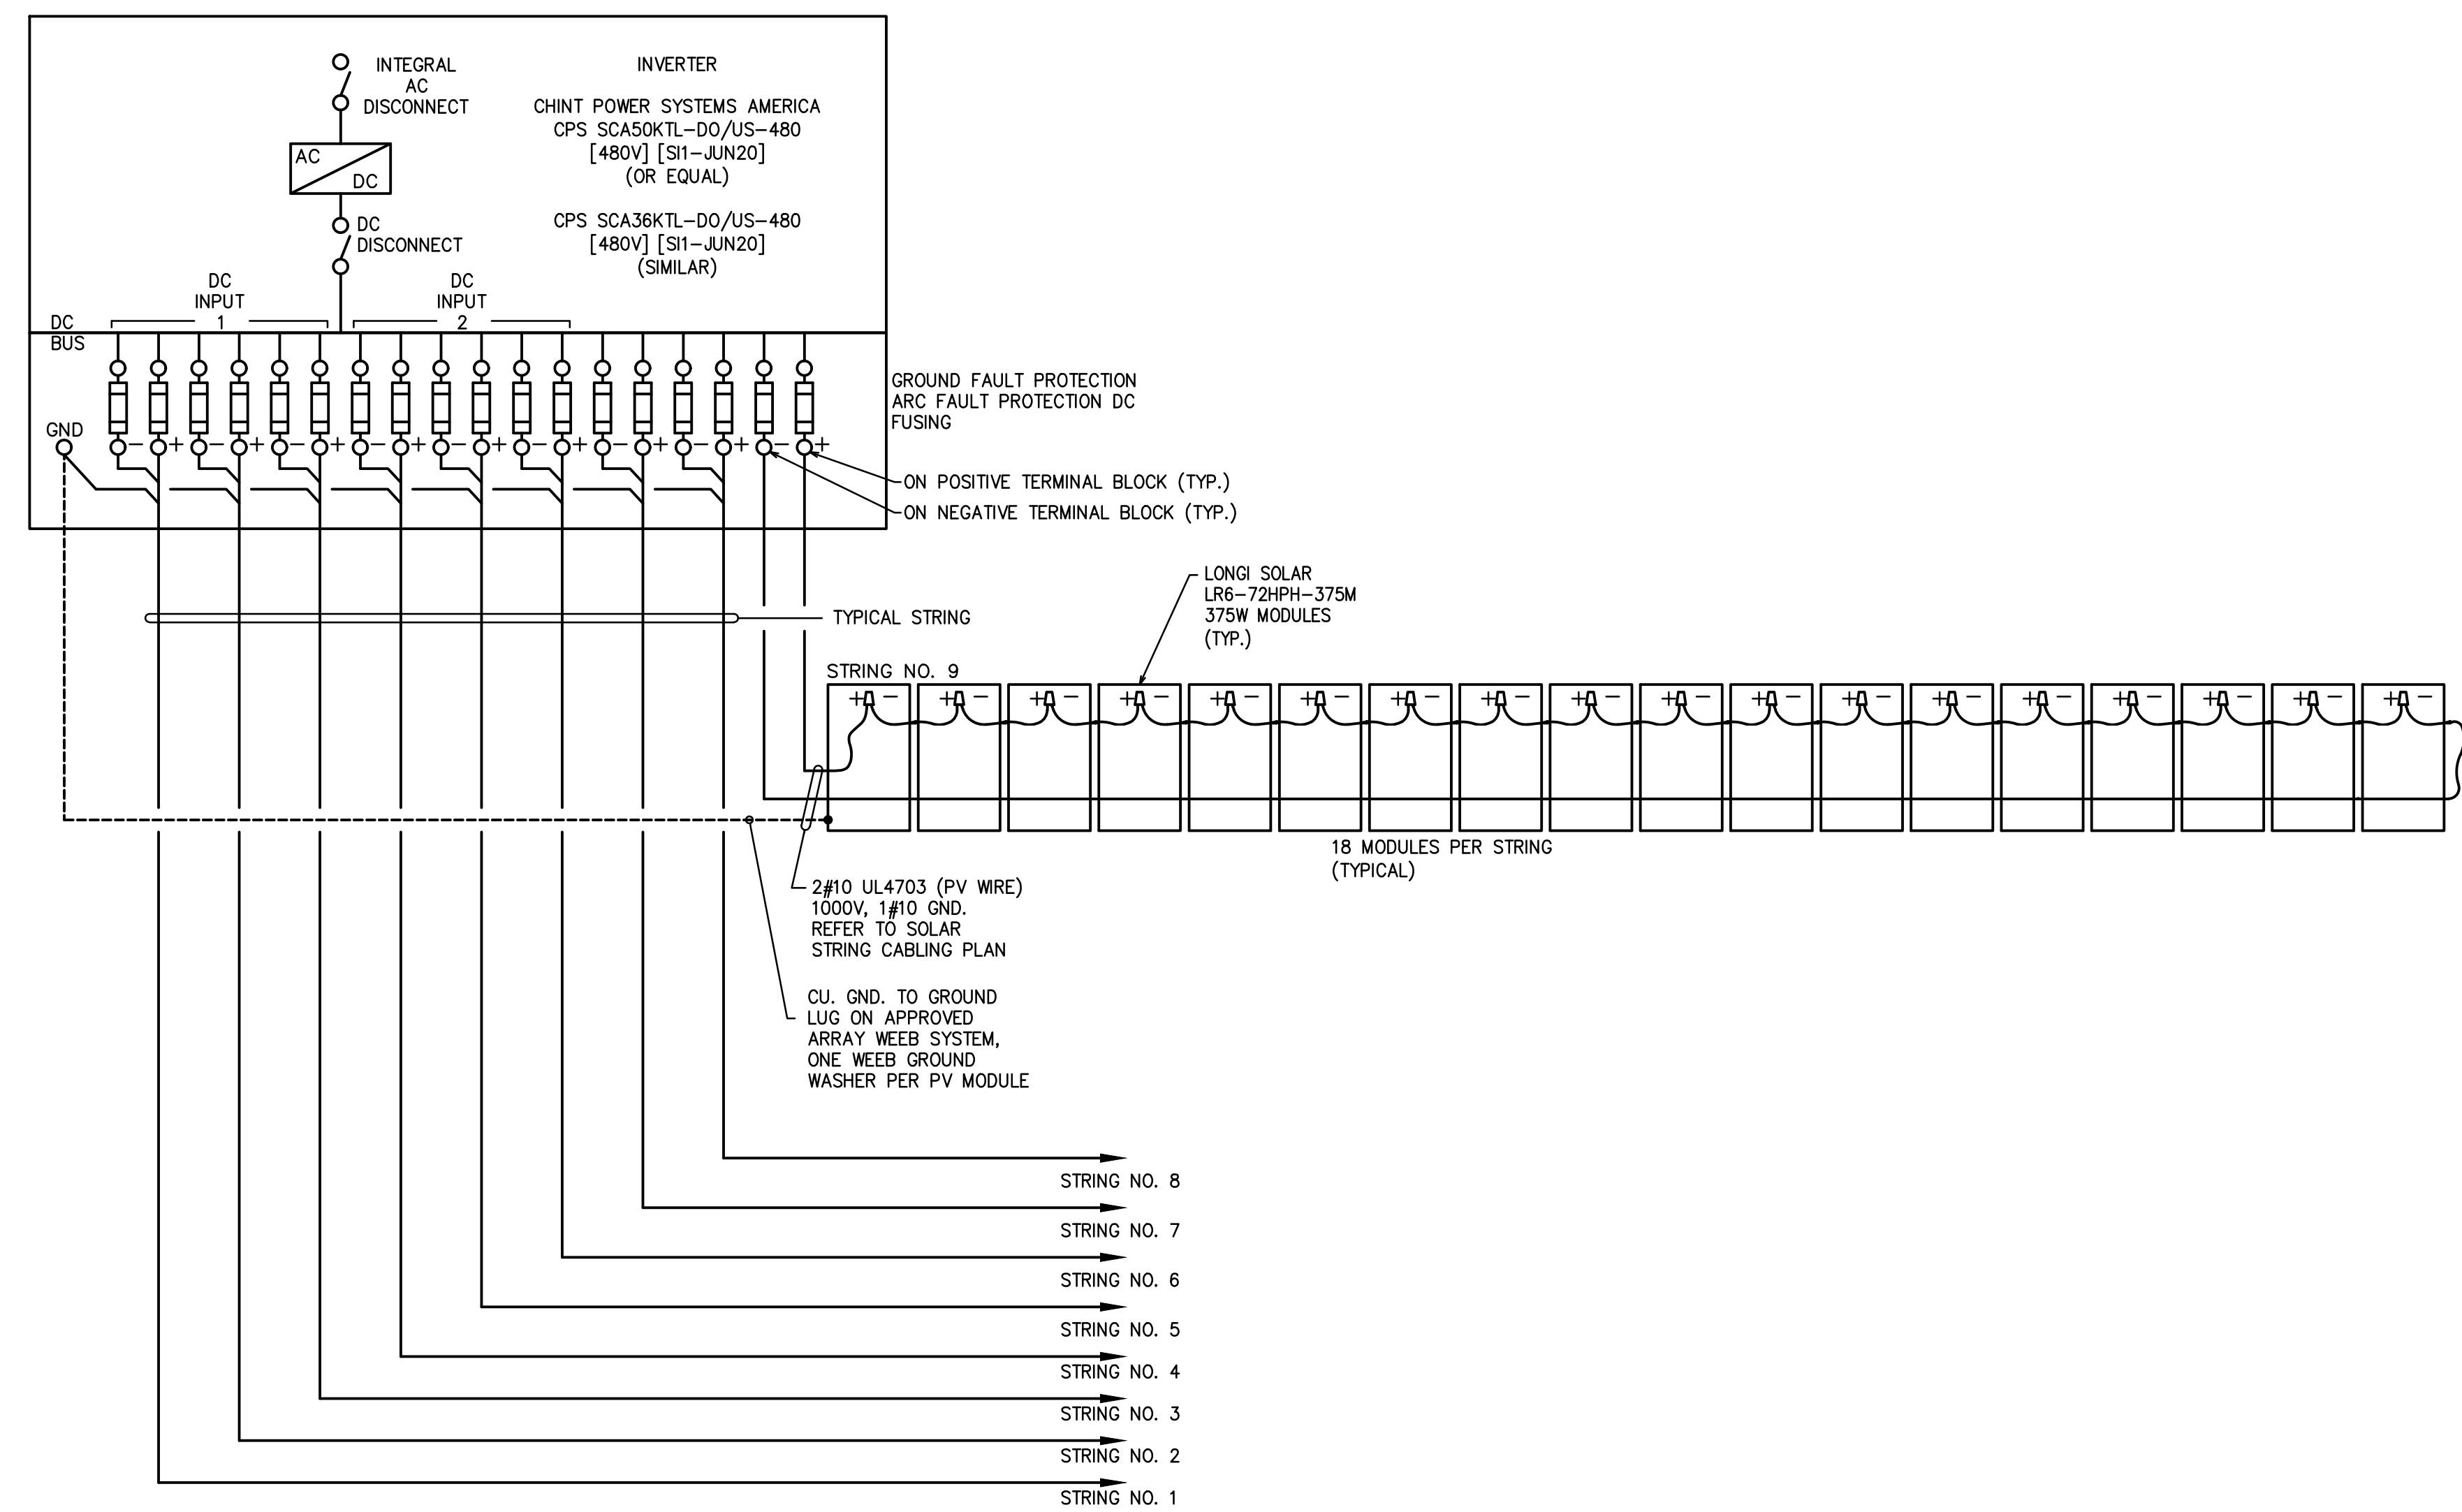 INTEGRAL
AC
DISCONNECT
INVERTER
CHINT POWER SYSTEMS AMERICA
CPS SCA50KTL-DO/US-480
[480V] [SI1-JUN20]
(OR EQUAL)
CPS SCA36KTL-DO/US-480
[480V] [SI1-JUN20]
(SIMILAR)
AC
DC
DC
DISCONNECT
DC
INPUT
1
DC
INPUT
2
DC
BUS
GND
- + - + - + - + - + - + - + - + - +
GROUND FAULT PROTECTION
ARC FAULT PROTECTION DC
FUSING
ON POSITIVE TERMINAL BLOCK (TYP.)
ON NEGATIVE TERMINAL BLOCK (TYP.)
LONGI SOLAR
LR6-72HPH-375M
375W MODULES
(TYP.)
TYPICAL STRING
STRING NO. 9
+ - + - + - + - + - + - + - + - + - + - + - + - + - + - + - + - + - + -
18 MODULES PER STRING
(TYPICAL)
2#10 UL4703 (PV WIRE)
1000V, 1#10 GND.
REFER TO SOLAR
STRING CABLING PLAN
CU. GND. TO GROUND
LUG ON APPROVED
ARRAY WEEB SYSTEM,
ONE WEEB GROUND
WASHER PER PV MODULE
STRING NO. 8
STRING NO. 7
STRING NO. 6
STRING NO. 5
STRING NO. 4
STRING NO. 3
STRING NO. 2
STRING NO. 1